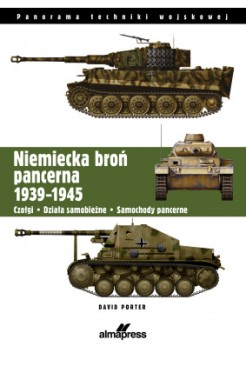 Panorama techniki wojskowej
Niemiecka broń
pancerna
1939-1945
Czołgi • Działa samobieżne • Samochody pancerne
DAVID PORTER
almapress